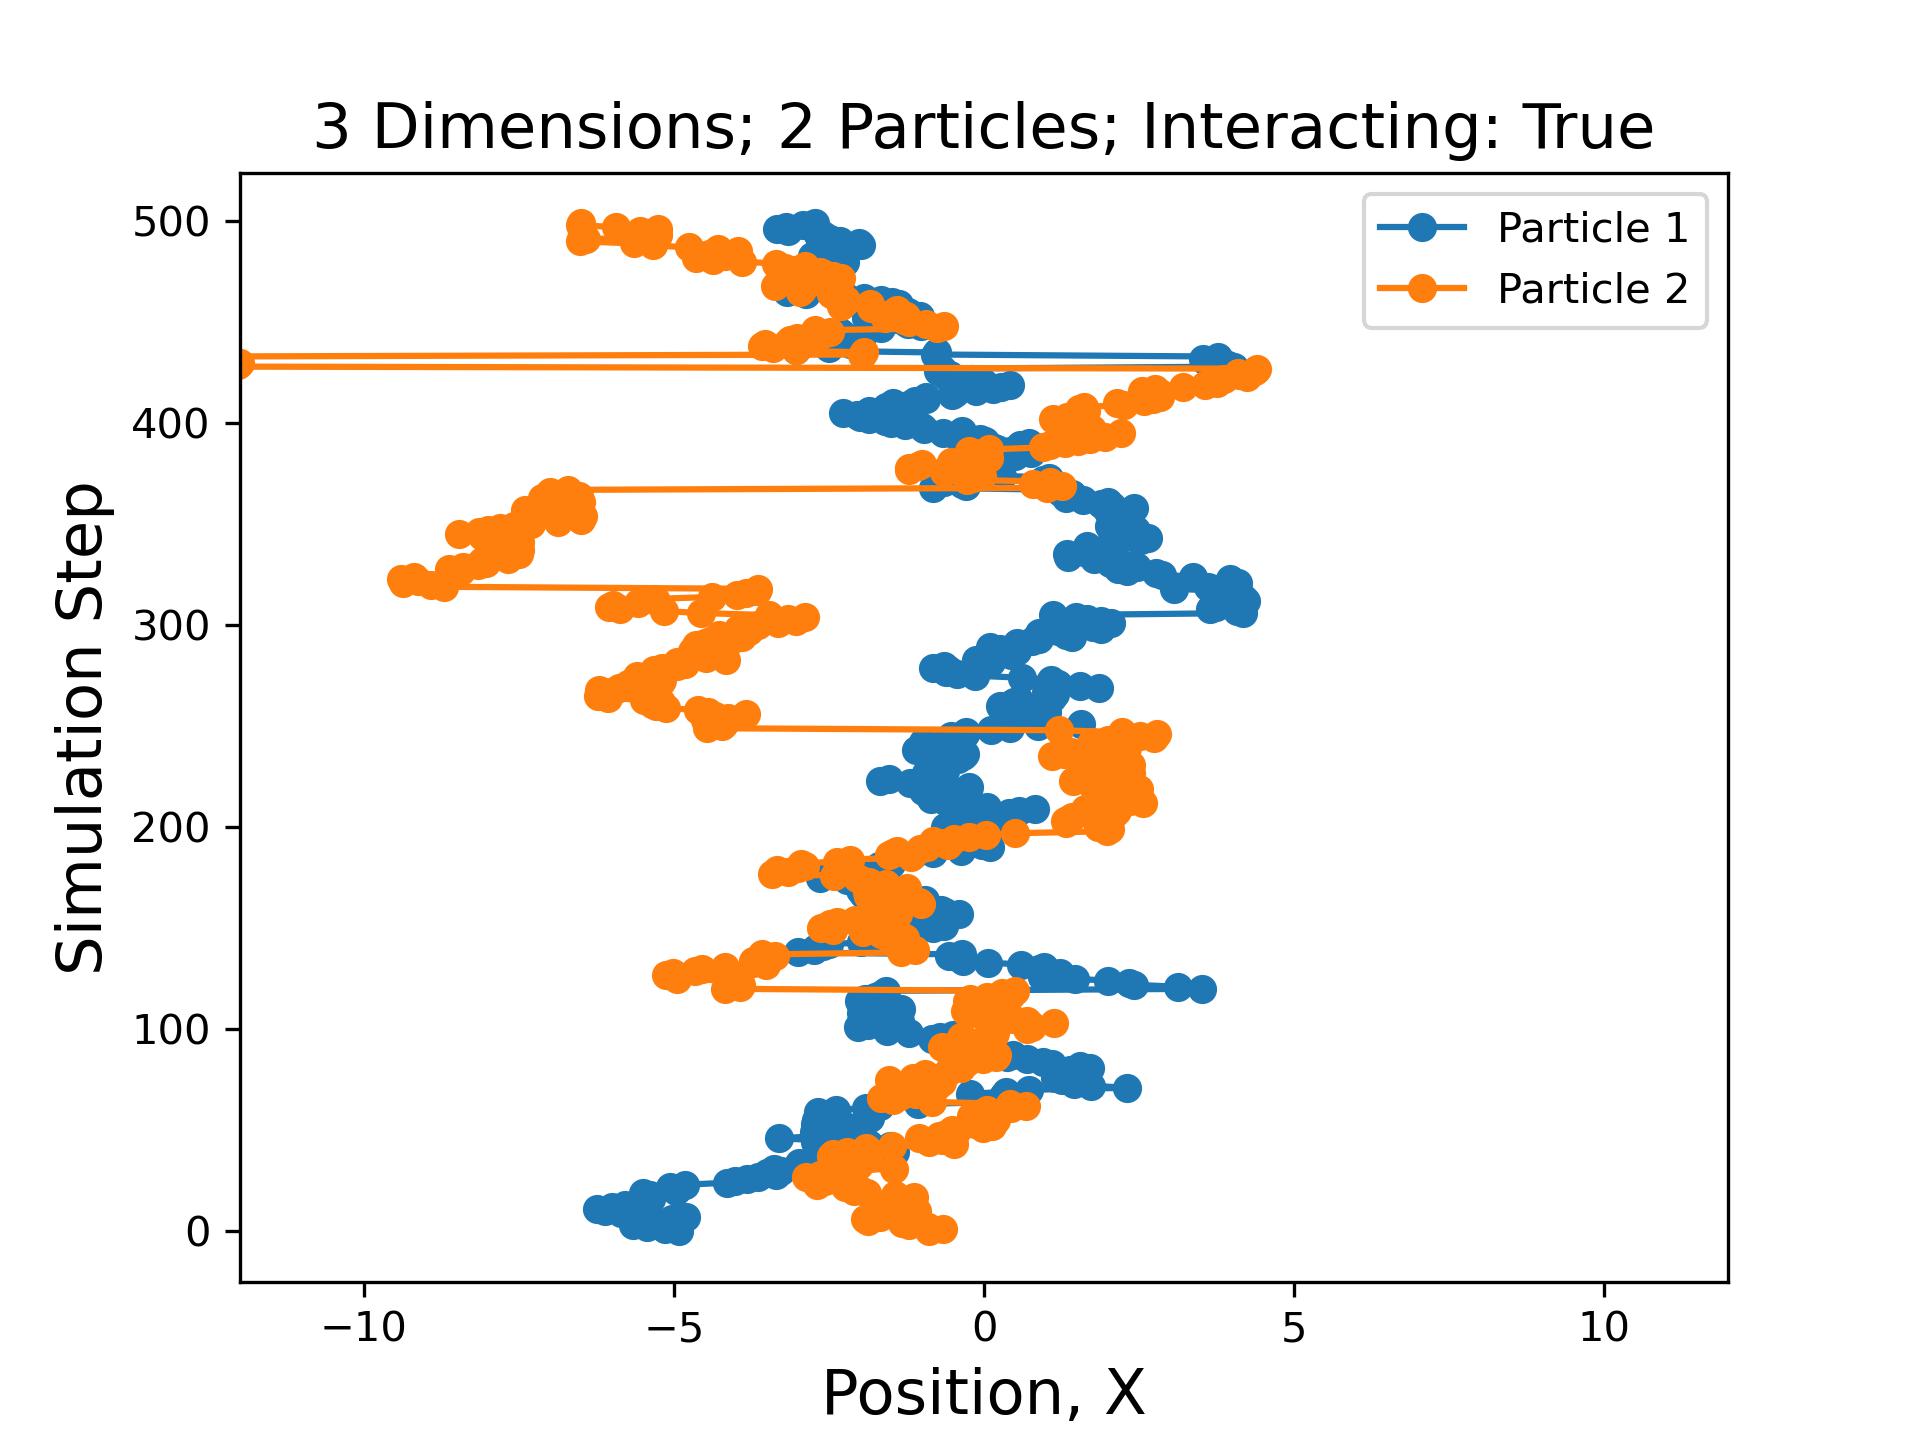 3 Dimensions; 2 Particles; Interacting: True
Particle 1
Particle 2
500
400
300
200
100
0
Simulation Step
−10
−5
0
5
10
Position, X